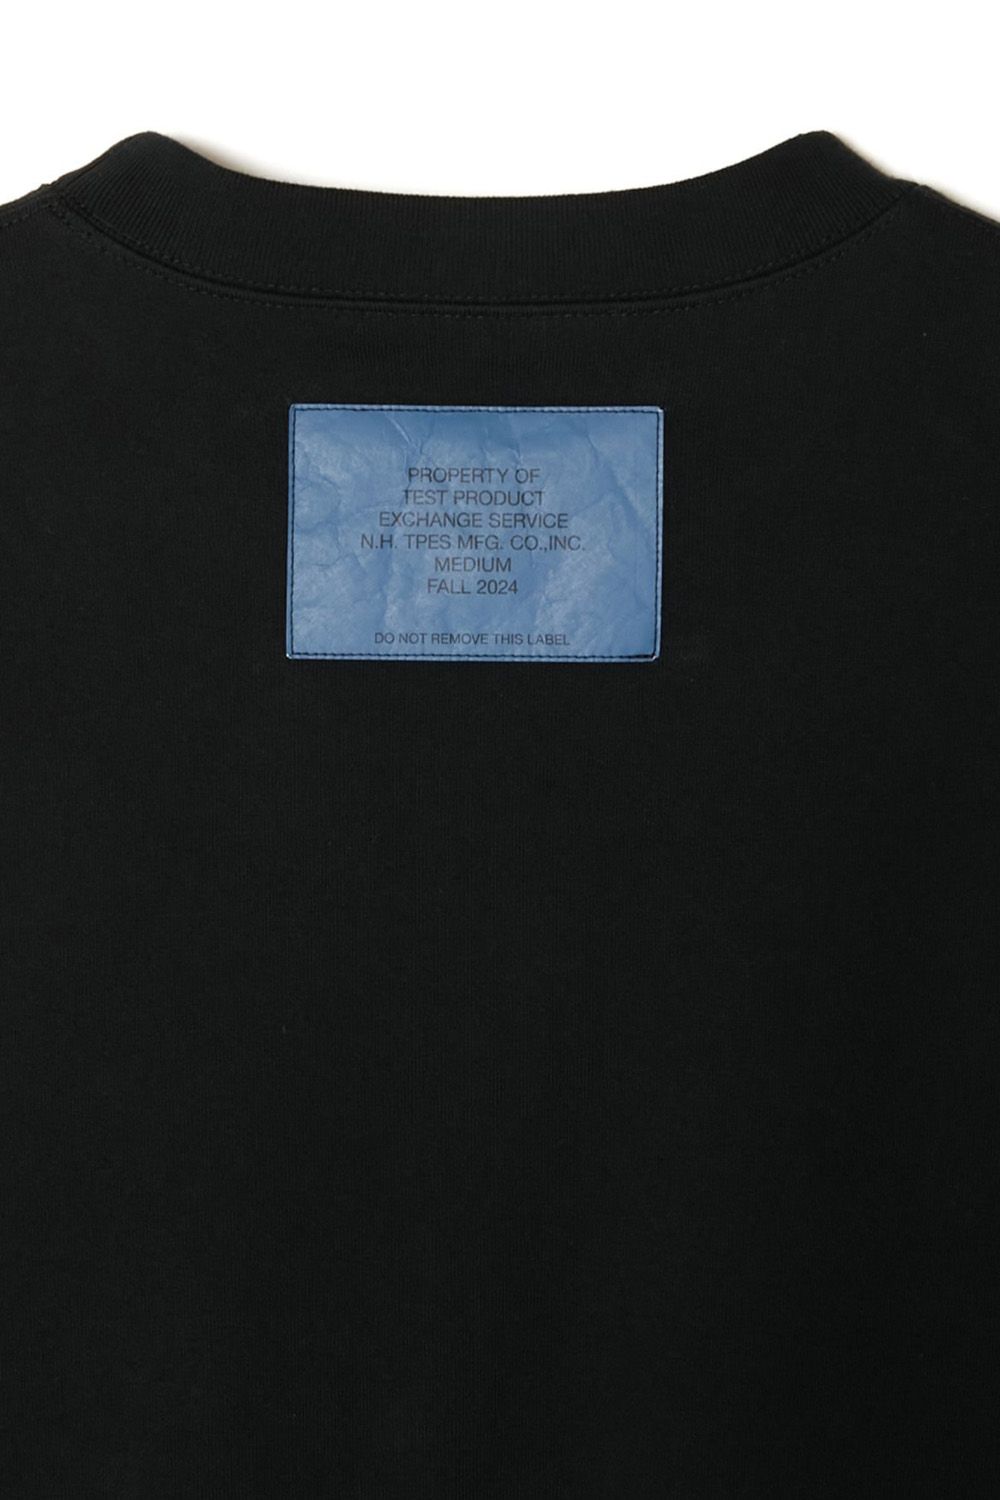 PROPERTY OF
TEST PRODUCT
EXCHANGE SERVICE
N.H. TPES MFG. CO.,INC.
MEDIUM
FALL 2024
DO NOT REMOVE THIS LABEL